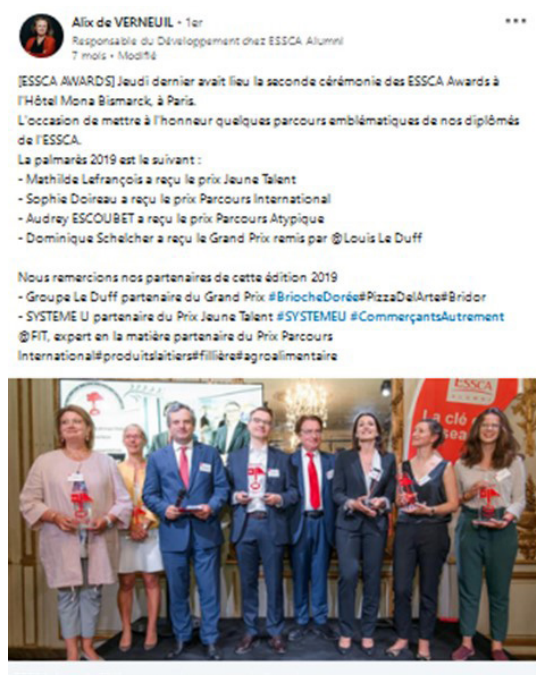 Alix de VERNEUIL • 1er
Responsable du Développement chez ESSCA Alumni
7 mois • Modifié
[ESSCA AWARDS] Jeudi dernier avait lieu la seconde cérémonie des ESSCA Awards à
l'Hôtel Mona Bismarck, à Paris.
L'occasion de mettre à l'honneur quelques parcours emblématiques de nos diplômés
de l'ESSCA.
La palmarès 2019 est le suivant :
- Mathilde Lefrançois a reçu le prix Jeune Talent
- Sophie Doireau a reçu le prix Parcours International
- Audrey ESCOUBET a reçu le prix Parcours Atypique
- Dominique Schelcher a reçu le Grand Prix remis par @Louis Le Duff
Nous remercions nos partenaires de cette édition 2019
- Groupe Le Duff partenaire du Grand Prix #BriocheDorée#PizzaDelArte#Bridor
- SYSTEME U partenaire du Prix Jeune Talent #SYSTEMEU #CommerçantsAutrement
@FIT, expert en la matière partenaire du Prix Parcours
International#produitslaitiers#fillière#agroalimentaire
ESSCA
ALUMNI
La clé